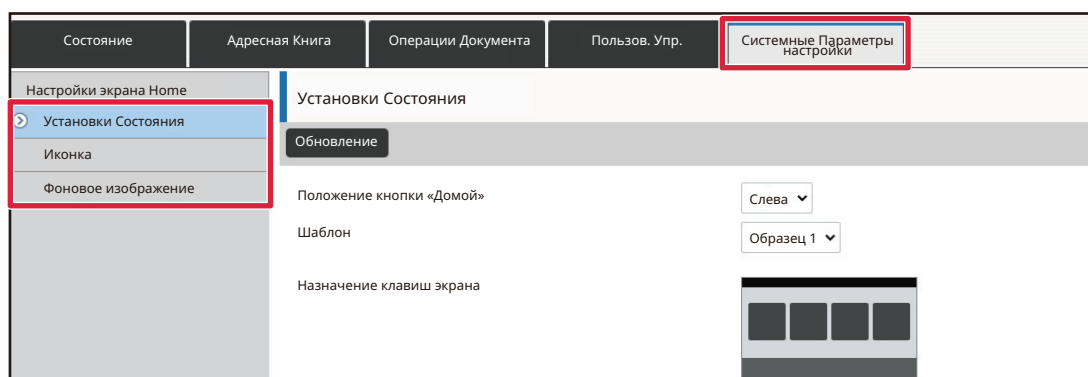 Состояние
Адресная Книга
Операции Документа
Пользов. Упр.
Системные Параметры
настройки
Настройки экрана Home
Установки Состояния
Иконка
Фоновое изображение
Установки Состояния
Обновление
Положение кнопки «Домой»
Слева
Шаблон
Образец 1
Назначение клавиш экрана